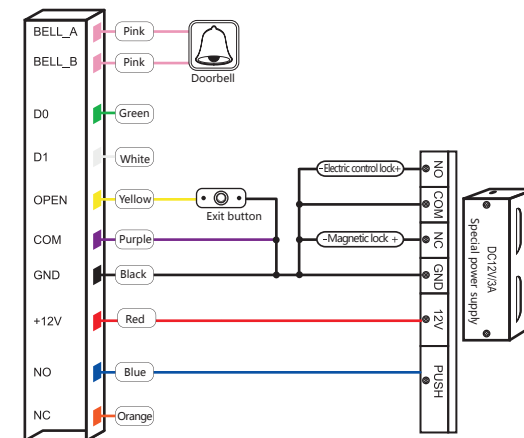 BELL_A Pink
BELL_B Pink
Doorbell
D0 Green
D1 White
OPEN Yellow
Exit button
COM Purple
GND Black
+12V Red
NO Blue
NC Orange
-Electric control lock+ NO
COM
-Magnetic lock + NC
GND
12V
PUSH
DC12V/3A
Special power supply